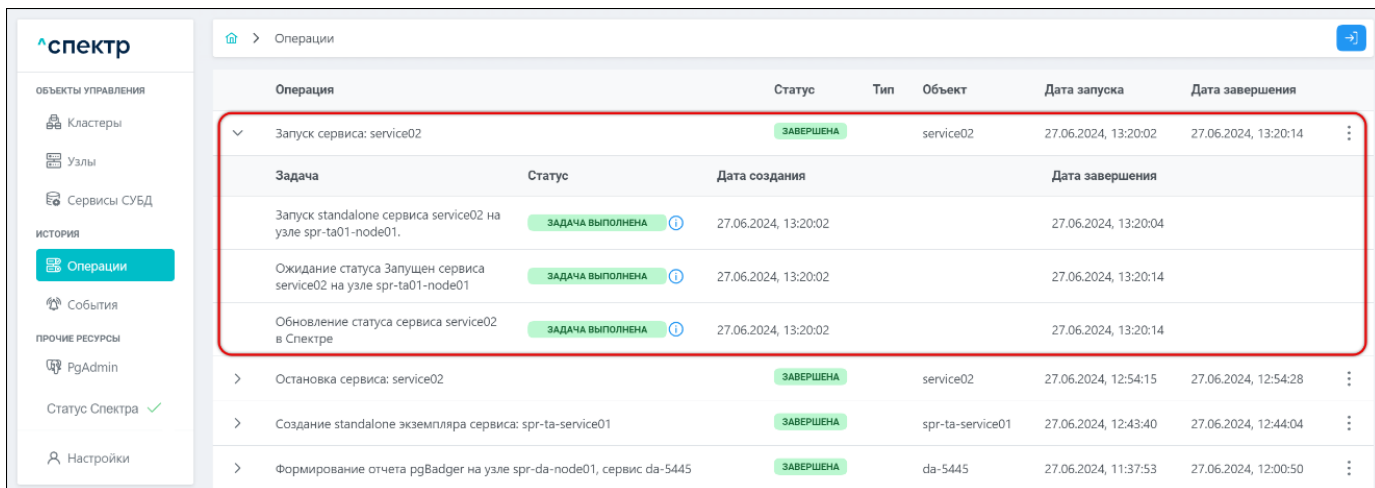 ^спектр
ОБЪЕКТЫ УПРАВЛЕНИЯ
Кластеры
Узлы
Сервисы СУБД
ИСТОРИЯ
Операции
События
ПРОЧИЕ РЕСУРСЫ
PgAdmin
Статус Спектра
Настройки
Операции
Операция Статус Тип Объект Дата запуска Дата завершения
Запуск сервиса: service02 ЗАВЕРШЕНА service02 27.06.2024, 13:20:02 27.06.2024, 13:20:14
Задача Статус Дата создания Дата завершения
Запуск standalone сервиса service02 на
узле spr-ta01-node01.
ЗАДАЧА ВЫПОЛНЕНА 27.06.2024, 13:20:02 27.06.2024, 13:20:04
Ожидание статуса Запущен сервиса
service02 на узле spr-ta01-node01
ЗАДАЧА ВЫПОЛНЕНА 27.06.2024, 13:20:02 27.06.2024, 13:20:14
Обновление статуса сервиса service02
в Спектре
ЗАДАЧА ВЫПОЛНЕНА 27.06.2024, 13:20:02 27.06.2024, 13:20:14
Остановка сервиса: service02 ЗАВЕРШЕНА service02 27.06.2024, 12:54:15 27.06.2024, 12:54:28
Создание standalone экземпляра сервиса: spr-ta-service01 ЗАВЕРШЕНА spr-ta-service01 27.06.2024, 12:43:40 27.06.2024, 12:44:04
Формирование отчета pgBadger на узле spr-da-node01, сервис da-5445 ЗАВЕРШЕНА da-5445 27.06.2024, 11:37:53 27.06.2024, 12:00:50